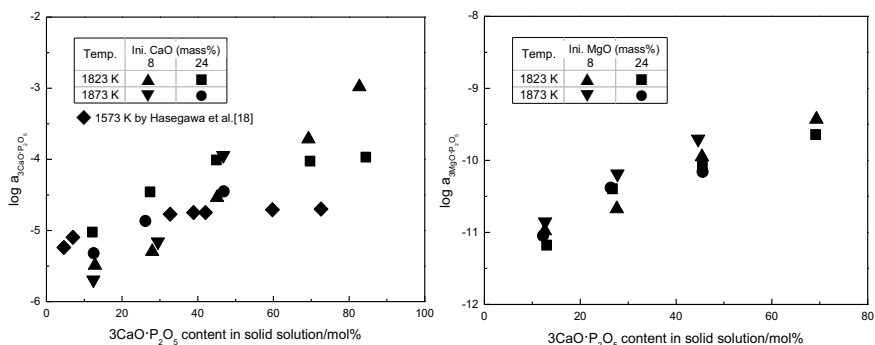 -2
-3
-4
-5
-6
0 20 40 60 80 100
log a3CaO·P2O5
3CaO·P2O5 content in solid solution/mol%
Temp. Ini. CaO (mass%)
8 24
1823 K ▲ ■
1873 K ▼ ●
◆ 1573 K by Hasegawa et al.[18]
-8
-9
-10
-11
-12
0 20 40 60 80
log a3MgO·P2O5
3CaO·P2O5 content in solid solution/mol%
Temp. Ini. MgO (mass%)
8 24
1823 K ▲ ■
1873 K ▼ ●